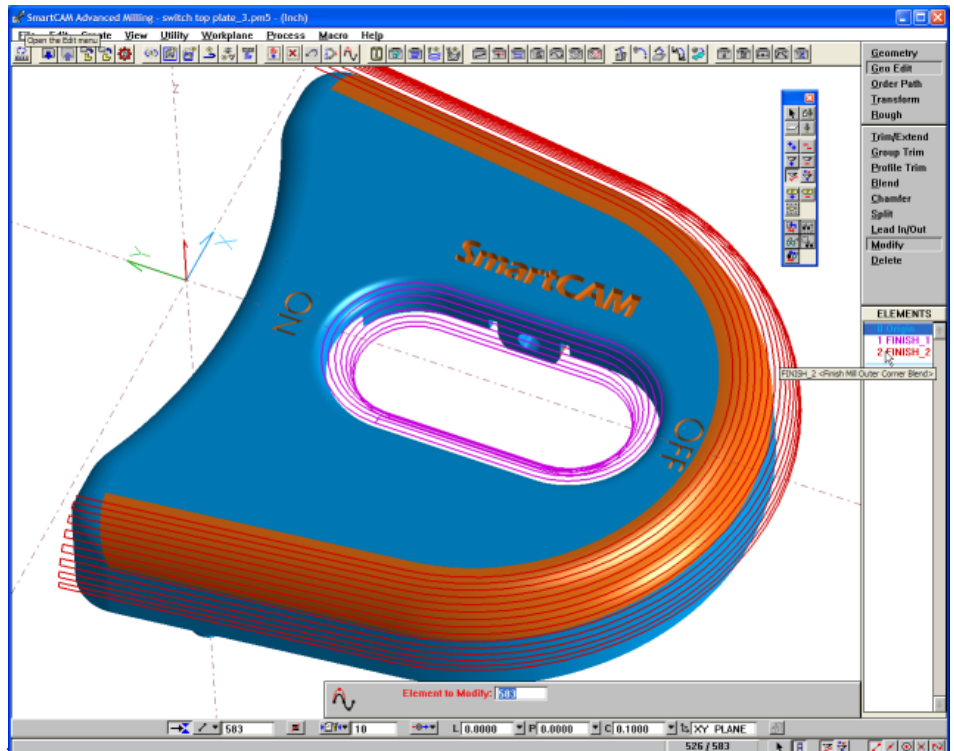 SmartCAM Advanced Milling - switch top plate_3.pm5 - (Inch)
File Edit Create View Utility Workplane Process Macro Help
Open the Edit menu
Geometry
Geo Edit
Order Path
Transform
Rough
Trim/Extend
Group Trim
Profile Trim
Blend
Chamfer
Split
Lead In/Out
Modify
Delete
ELEMENTS
0 Origin
1 FINISH_1
2 FINISH_2
FINISH_2 <Finish Mill Outer Corner Blend>
Z
X
Y
SmartCAM
ON
OFF
Element to Modify: 583
583 10 L 0.0000 P 0.0000 C 0.1000 XY PLANE
526 / 583